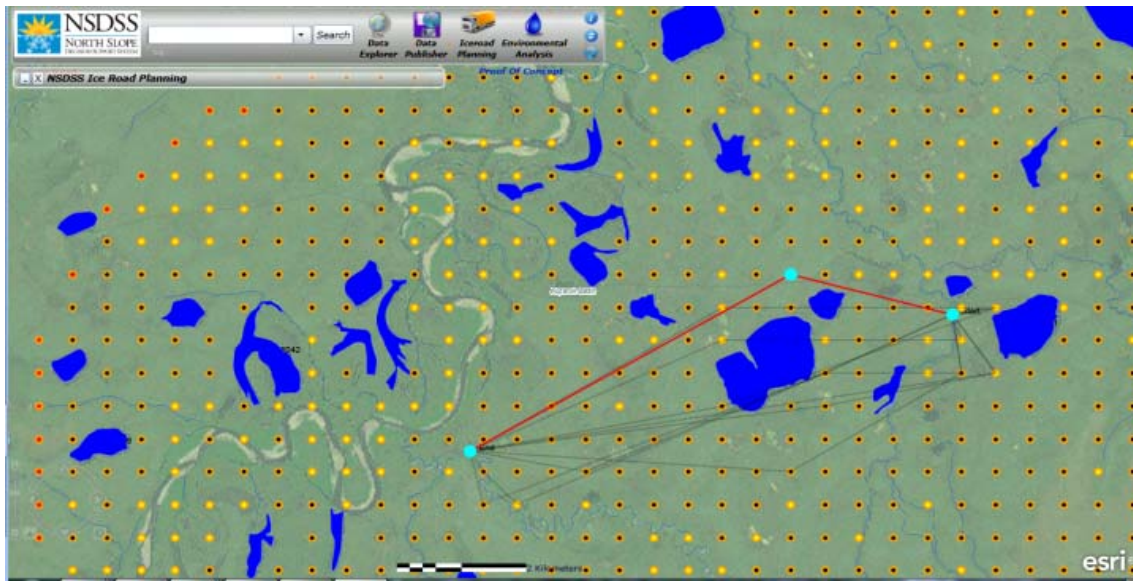 NSDSS
NORTH SLOPE
Search
Data Explorer
Data Publisher
Iceroad Planning
Environmental Analysis
Proof Of Concept
- X NSDSS Ice Road Planning
2 Kilometers
esri